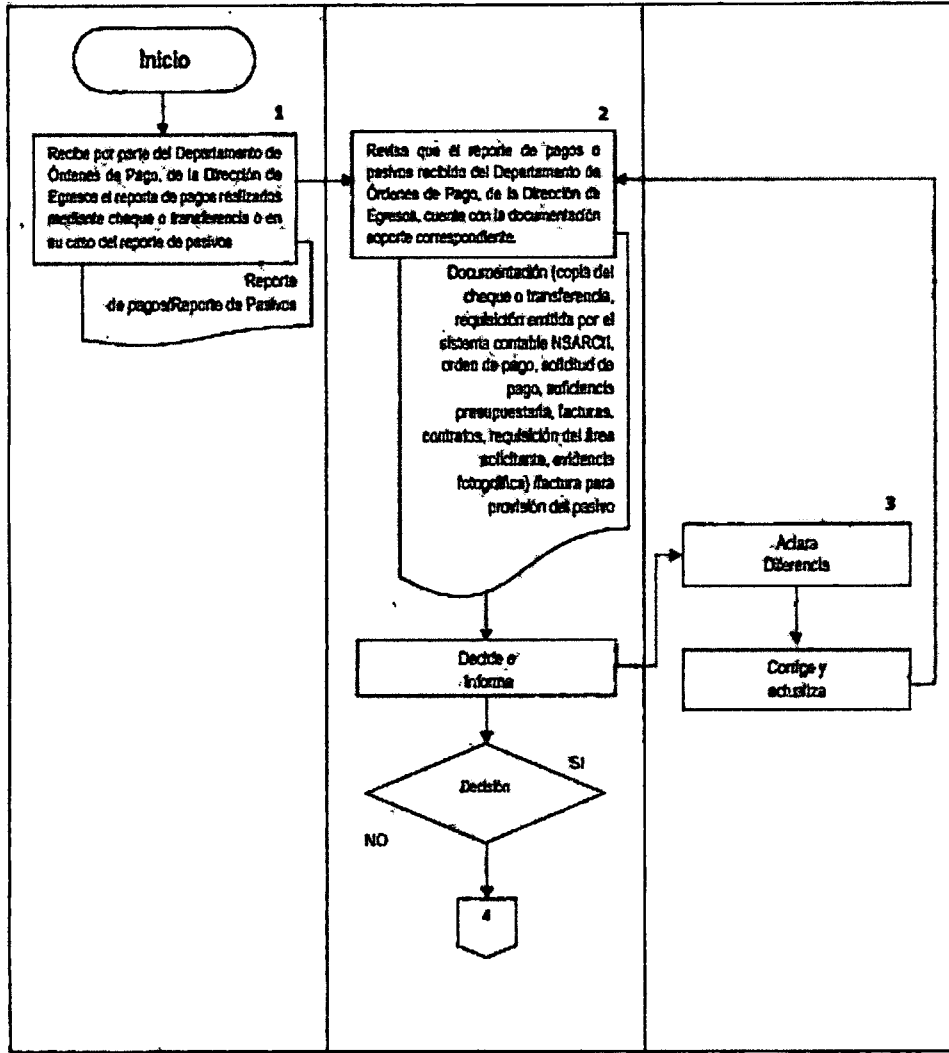 Inicio
1
Recibe por parte del Departamento de
Órdenes de Pago, de la Dirección de
Egresos el reporte de pagos realizados
mediante cheque o transferencia o en
su caso del reporte de pasivos
Reporte
de pagos/Reporte de Pasivos
2
Revisa que el reporte de pagos o
pasivos recibido del Departamento de
Órdenes de Pago, de la Dirección de
Egresos, cuente con la documentación
soporte correspondiente.
Documentación (copia del
cheque o transferencia,
requisición emitida por el
sistema contable
orden de pago, solicitud de
pago, suficiencia
presupuestaria, facturas,
contratos, requisición del área
solicitante, evidencia
fotográfica) /factura para
provisión del pasivo
3
Aclara
Diferencia
Decide e
Informa
Corrige y
actualiza
SI
Decisión
NO
4